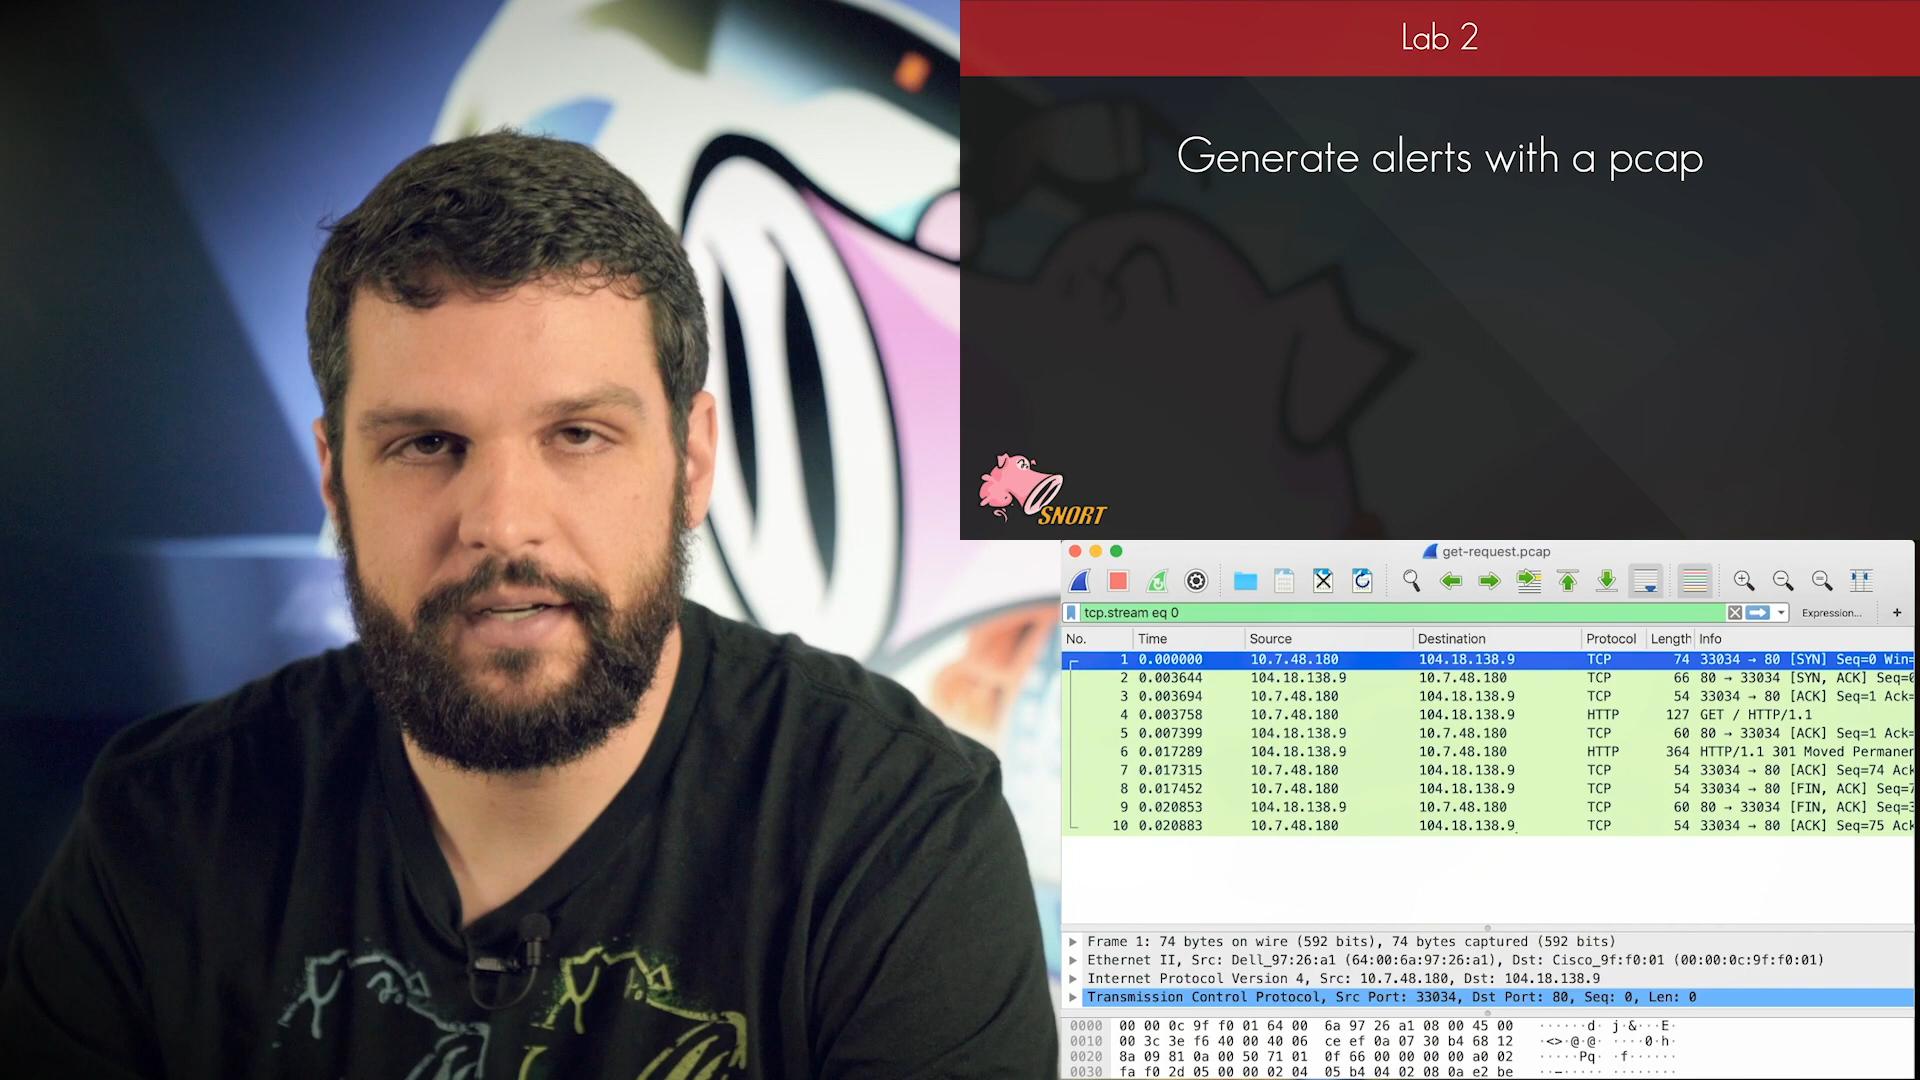 Lab 2
Generate alerts with a pcap
SNORT
get-request.pcap
tcp.stream eq 0
Expression...
+
No. Time Source Destination Protocol Length Info
1 0.000000 10.7.48.180 104.18.138.9 TCP 74 33034 → 80 [SYN] Seq=0 Win=
2 0.003644 104.18.138.9 10.7.48.180 TCP 66 80 → 33034 [SYN, ACK] Seq=0
3 0.003694 10.7.48.180 104.18.138.9 TCP 54 33034 → 80 [ACK] Seq=1 Ack=
4 0.003758 10.7.48.180 104.18.138.9 HTTP 127 GET / HTTP/1.1
5 0.007399 104.18.138.9 10.7.48.180 TCP 60 80 → 33034 [ACK] Seq=1 Ack=
6 0.017289 104.18.138.9 10.7.48.180 HTTP 364 HTTP/1.1 301 Moved Permanen
7 0.017315 10.7.48.180 104.18.138.9 TCP 54 33034 → 80 [ACK] Seq=74 Ack
8 0.017452 10.7.48.180 104.18.138.9 TCP 54 33034 → 80 [FIN, ACK] Seq=7
9 0.020853 104.18.138.9 10.7.48.180 TCP 60 80 → 33034 [FIN, ACK] Seq=3
10 0.020883 10.7.48.180 104.18.138.9 TCP 54 33034 → 80 [ACK] Seq=75 Ack
Frame 1: 74 bytes on wire (592 bits), 74 bytes captured (592 bits)
Ethernet II, Src: Dell_97:26:a1 (64:00:6a:97:26:a1), Dst: Cisco_9f:f0:01 (00:00:0c:9f:f0:01)
Internet Protocol Version 4, Src: 10.7.48.180, Dst: 104.18.138.9
Transmission Control Protocol, Src Port: 33034, Dst Port: 80, Seq: 0, Len: 0
0000 00 00 0c 9f f0 01 64 00 6a 97 26 a1 08 00 45 00 ······d· j·&···E·
0010 00 3c 3e f6 40 00 40 06 ce ef 0a 07 30 b4 68 12 ·<>·@·@· ····0·h·
0020 8a 09 81 0a 00 50 71 01 0f 66 00 00 00 00 a0 02 ·····Pq· ·f······
0030 fa f0 2d 05 00 00 02 04 05 b4 04 02 08 0a e2 be ··-····· ········